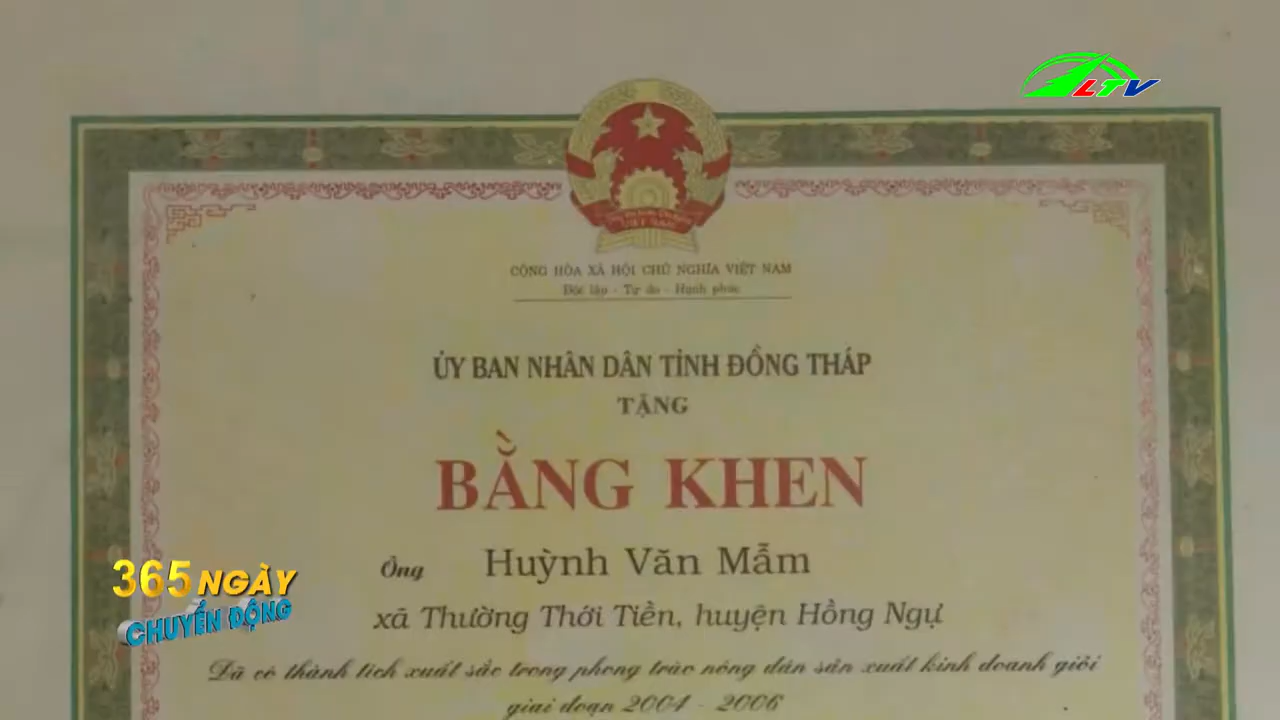 LTV
CỘNG HÒA XÃ HỘI CHỦ NGHĨA VIỆT NAM
Độc lập - Tự do - Hạnh phúc
ỦY BAN NHÂN DÂN TỈNH ĐỒNG THÁP
TẶNG
BẰNG KHEN
Ông Huỳnh Văn Mẫm
xã Thường Thới Tiền, huyện Hồng Ngự
Đã có thành tích xuất sắc trong phong trào nông dân sản xuất kinh doanh giỏi
giai đoạn 2004 - 2006
365 NGÀY
CHUYỂN ĐỘNG